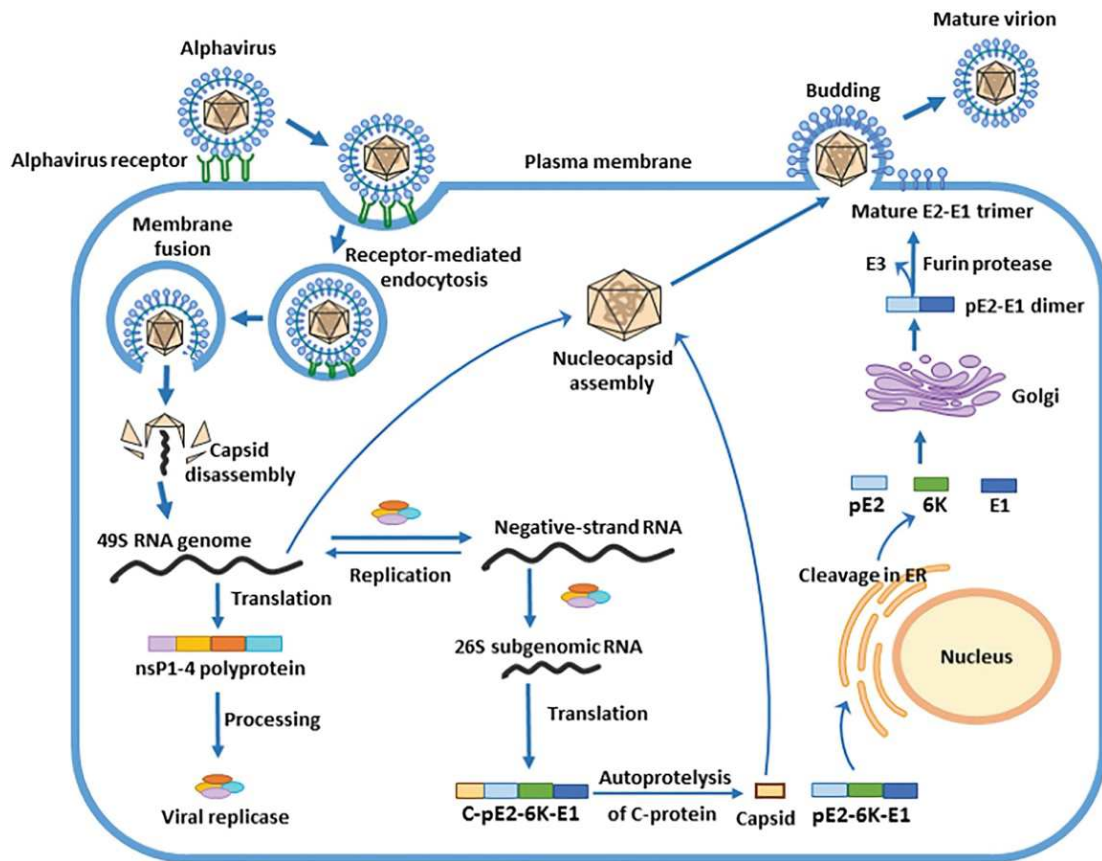 Alphavirus
Mature virion
Budding
Alphavirus receptor
Plasma membrane
Membrane
fusion
Receptor-mediated
endocytosis
Mature E2-E1 trimer
E3
Furin protease
pE2-E1 dimer
Nucleocapsid
assembly
Golgi
Capsid
disassembly
pE2
6K
E1
49S RNA genome
Negative-strand RNA
Replication
Cleavage in ER
Translation
nsP1-4 polyprotein
26S subgenomic RNA
Nucleus
Processing
Translation
Viral replicase
C-pE2-6K-E1
Autoprotelysis
of C-protein
Capsid
pE2-6K-E1